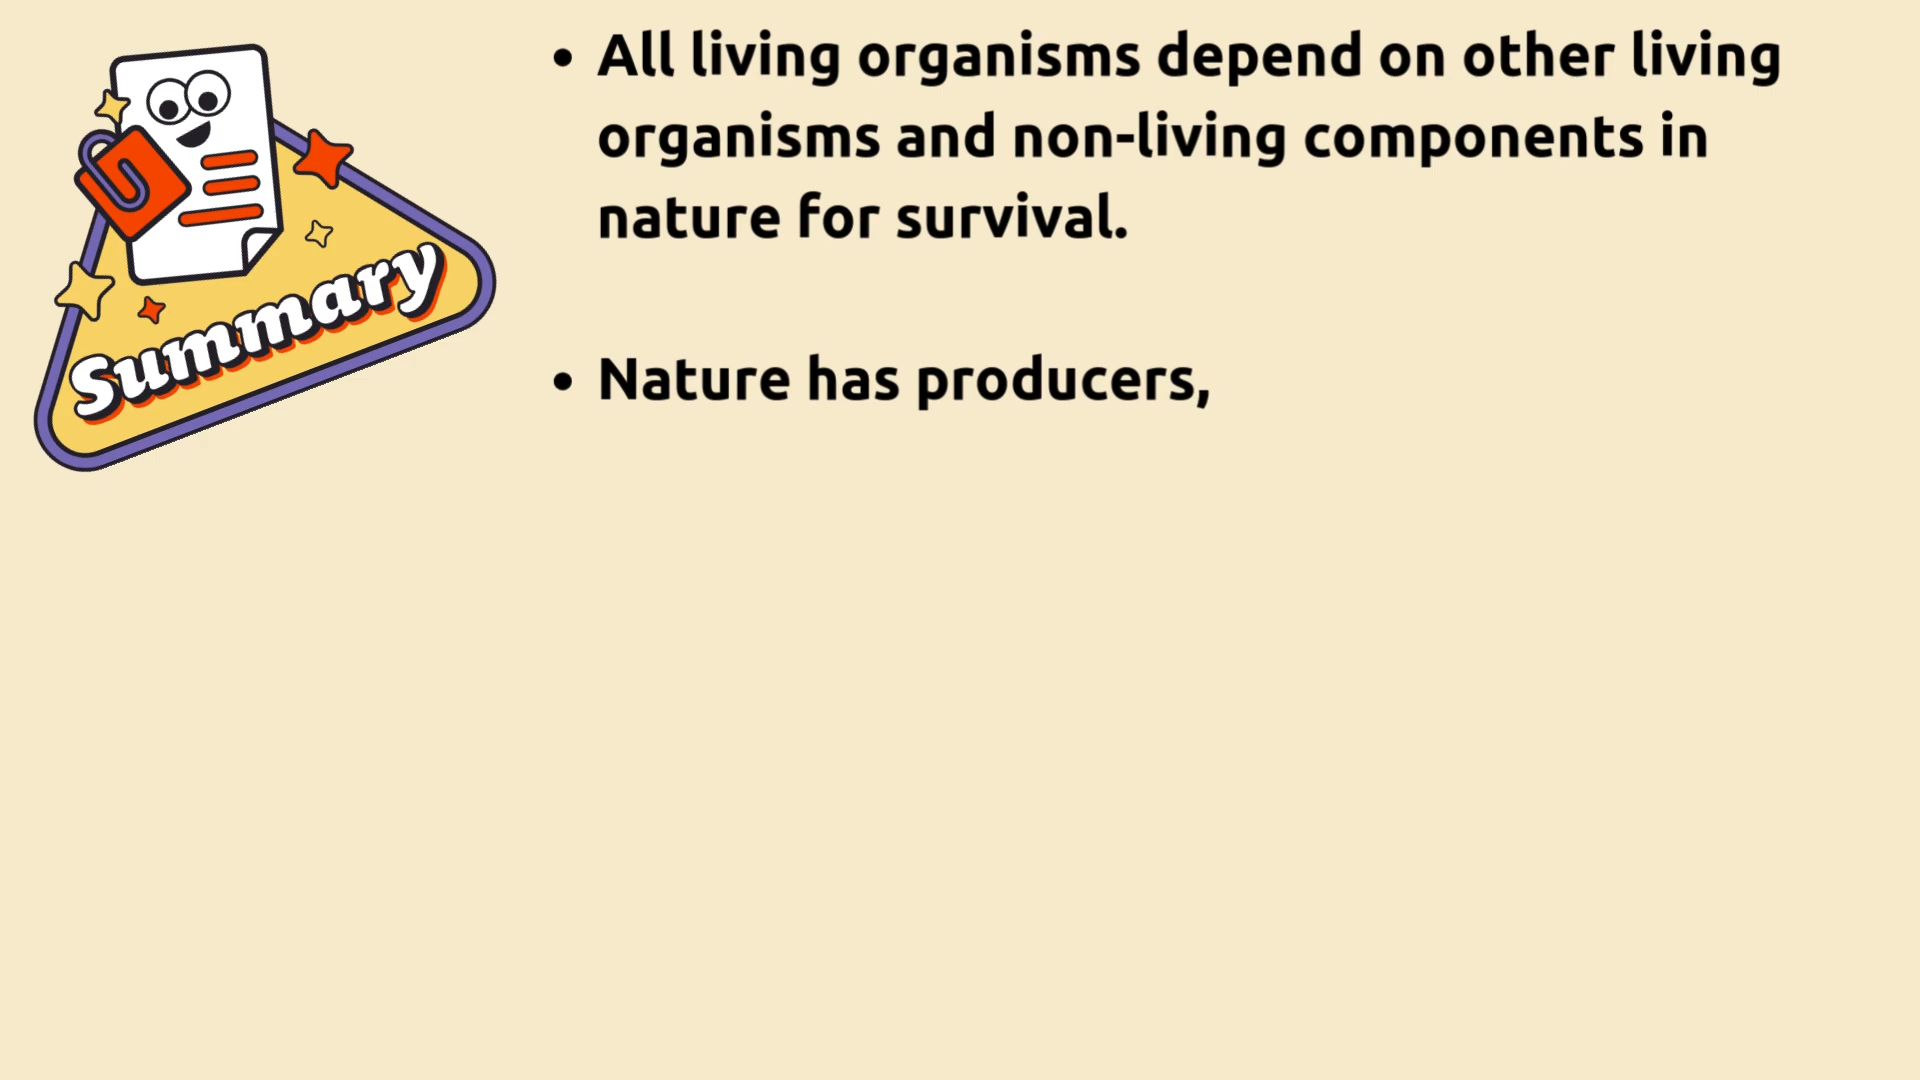 Summary
• All living organisms depend on other living
organisms and non-living components in
nature for survival.
• Nature has producers,